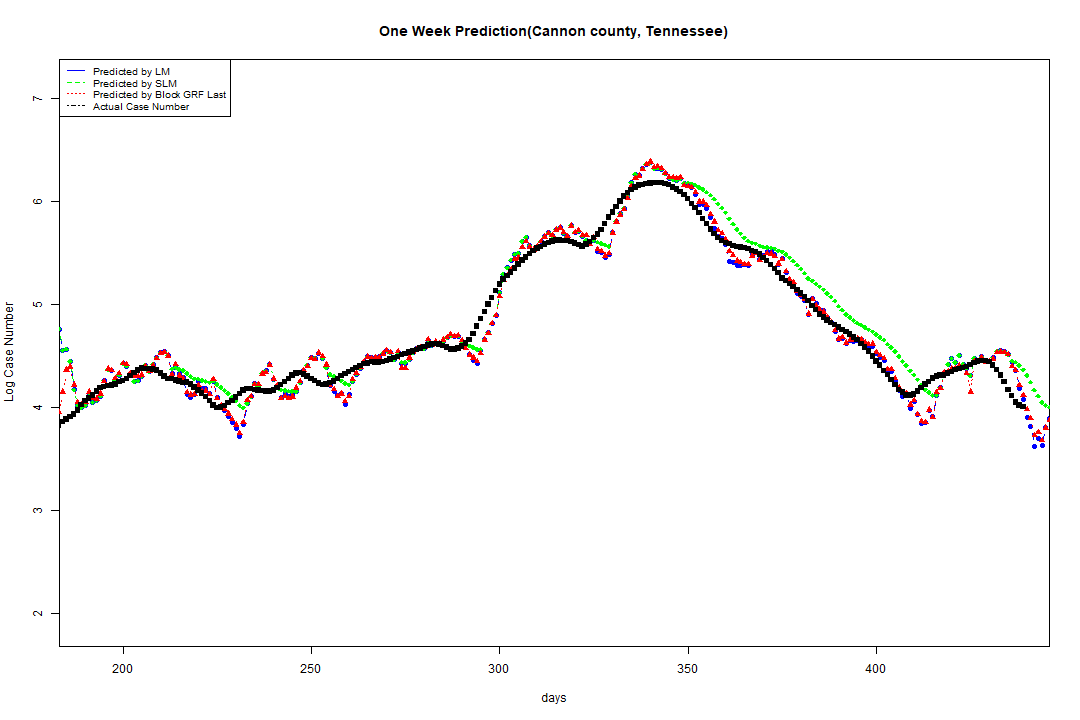 One Week Prediction(Cannon county, Tennessee)
Predicted by LM
Predicted by SLM
Predicted by Block GRF Last
Actual Case Number
7
6
5
4
3
2
Log Case Number
200 250 300 350 400
days